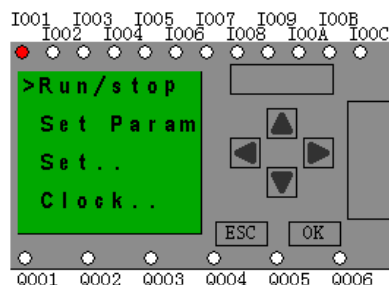 I001 I003 I005 I007 I009 I00B
I002 I004 I006 I008 I00A I00C
>Run/stop
Set Param
Set..
Clock..
ESC OK
Q001 Q002 Q003 Q004 Q005 Q006